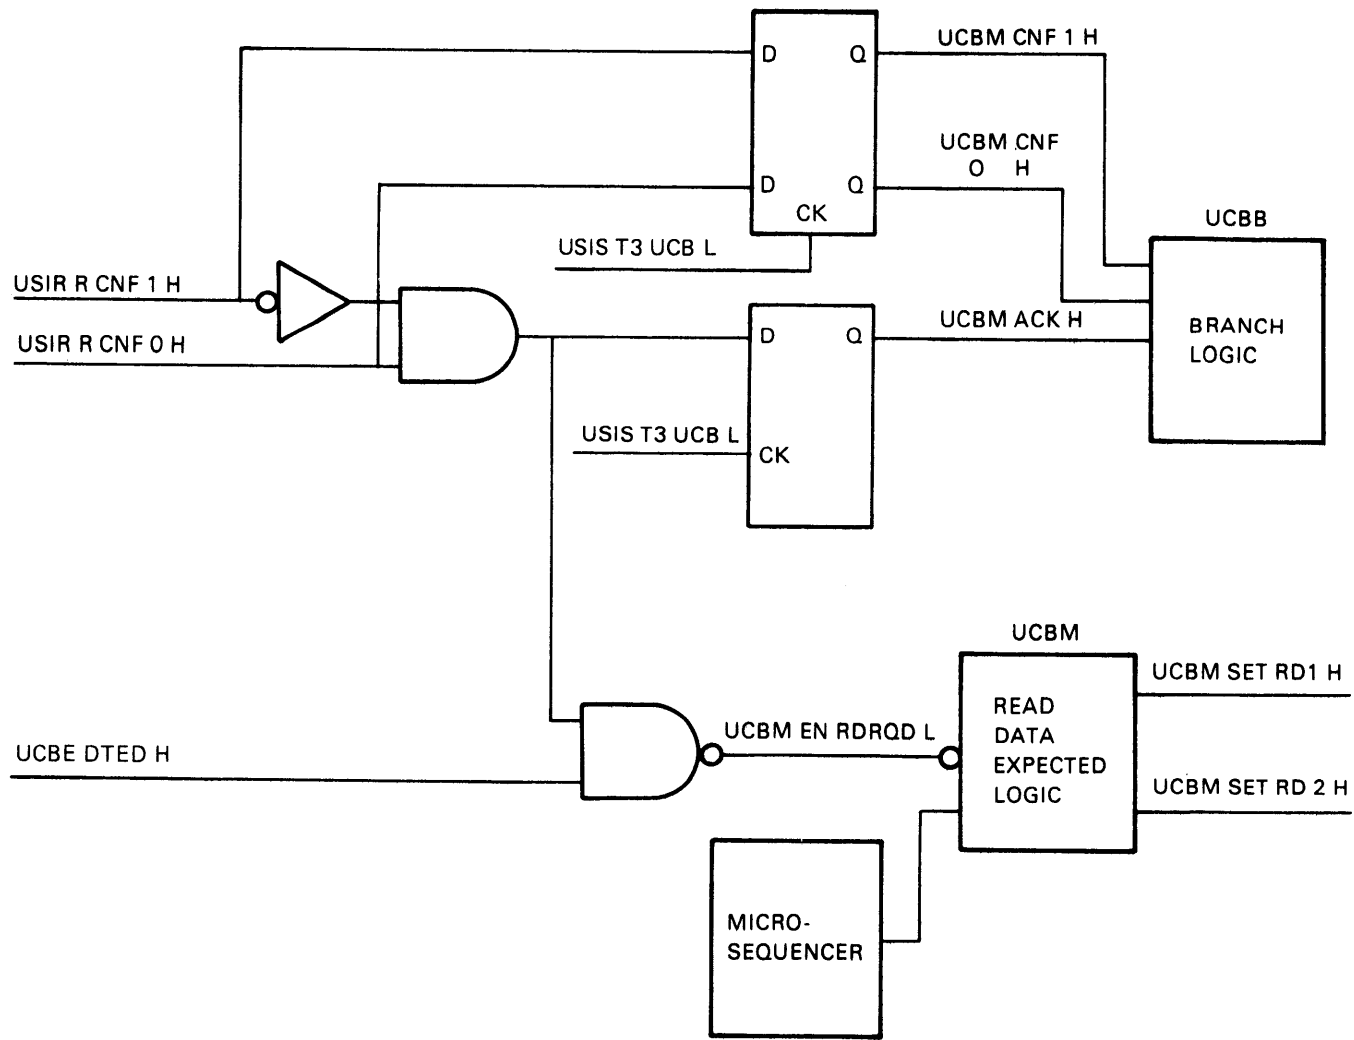 UCBM CNF 1 H
D
Q
UCBM CNF
0 H
D
Q
CK
UCBB
USIS T3 UCB L
USIR R CNF 1 H
USIR R CNF 0 H
UCBM ACK H
D
Q
BRANCH
LOGIC
USIS T3 UCB L
CK
UCBM
UCBM SET RD1 H
READ
DATA
EXPECTED
LOGIC
UCBM EN RDRQD L
UCBE DTED H
UCBM SET RD 2 H
MICRO-
SEQUENCER